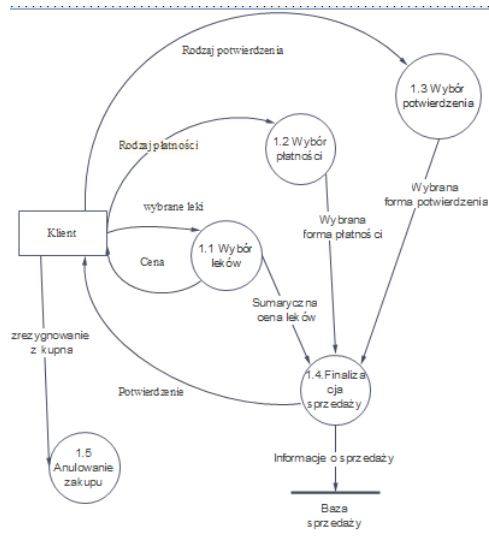 Rodzaj potwierdzenia
1.3 Wybór
potwierdzenia
Rodzaj płatności
1.2 Wybór
płatności
Wybrana
forma potwierdzenia
wybrane leki
Wybrana
forma płatności
Klient
1.1 Wybór
leków
Cena
Sumaryczna
cena leków
zrezygnowanie
z kupna
1.4.Finaliza
cja
sprzedaży
Potwierdzenie
1.5
Anulowanie
zakupu
Informacje o sprzedaży
Baza
sprzedaży